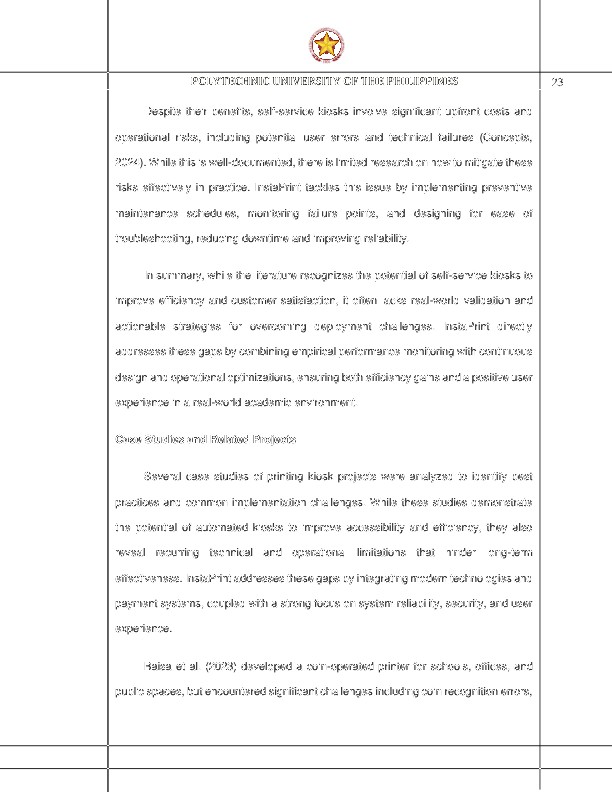 POLYTECHNIC UNIVERSITY OF THE PHILIPPINES
23
Despite their benefits, self-service kiosks involve significant upfront costs and
operational risks, including potential user errors and technical failures (Concepts,
2024). While this is well-documented, there is limited research on how to mitigate these
risks effectively in practice. InstaPrint tackles this issue by implementing preventive
maintenance schedules, monitoring failure points, and designing for ease of
troubleshooting, reducing downtime and improving reliability.
In summary, while the literature recognizes the potential of self-service kiosks to
improve efficiency and customer satisfaction, it often lacks real-world validation and
actionable strategies for overcoming deployment challenges. InstaPrint directly
addresses these gaps by combining empirical performance monitoring with continuous
design and operational optimizations, ensuring both efficiency gains and a positive user
experience in a real-world academic environment.
Case Studies and Related Projects
Several case studies of printing kiosk projects were analyzed to identify best
practices and common implementation challenges. While these studies demonstrate
the potential of automated kiosks to improve accessibility and efficiency, they also
reveal recurring technical and operational limitations that hinder long-term
effectiveness. InstaPrint addresses these gaps by integrating modern technologies and
payment systems, coupled with a strong focus on system reliability, security, and user
experience.
et al. (2023) developed a coin-operated printer for schools, offices, and
public spaces, but encountered significant challenges including coin recognition errors,